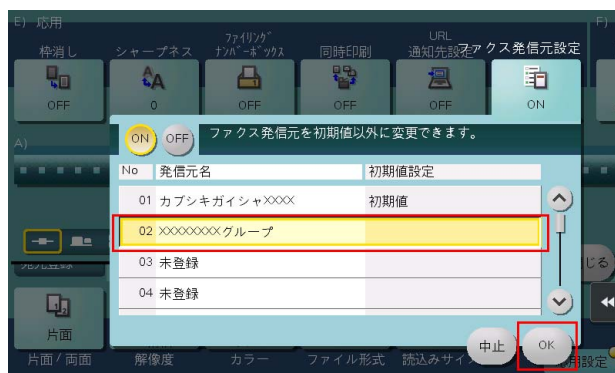 E) 応用
F)
枠消し
シャープネス
ファイリング
ナンバーボックス
同時印刷
URL
通知先設定
ファクス発信元設定
OFF
0
OFF
OFF
OFF
ON
A)
ON
OFF
ファクス発信元を初期値以外に変更できます。
No 発信元名 初期値設定
01 カブシキガイシャXXXX 初期値
02 XXXXXXXXグループ
03 未登録
04 未登録
じる
片面
中止
OK
片面/両面
解像度
カラー
ファイル形式
読込みサイ
用設定